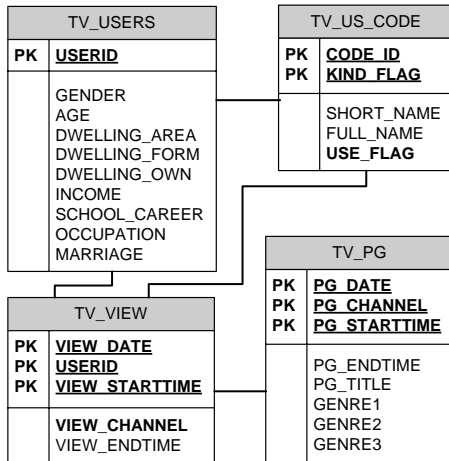 TV_USERS
PK USERID
GENDER
AGE
DWELLING_AREA
DWELLING_FORM
DWELLING_OWN
INCOME
SCHOOL_CAREER
OCCUPATION
MARRIAGE
TV_US_CODE
PK CODE_ID
PK KIND_FLAG
SHORT_NAME
FULL_NAME
USE_FLAG
TV_VIEW
PK VIEW_DATE
PK USERID
PK VIEW_STARTTIME
VIEW_CHANNEL
VIEW_ENDTIME
TV_PG
PK PG_DATE
PK PG_CHANNEL
PK PG_STARTTIME
PG_ENDTIME
PG_TITLE
GENRE1
GENRE2
GENRE3